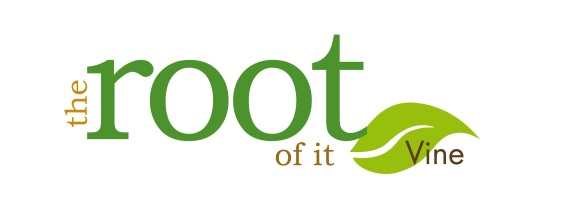 the
root
of it
Vine